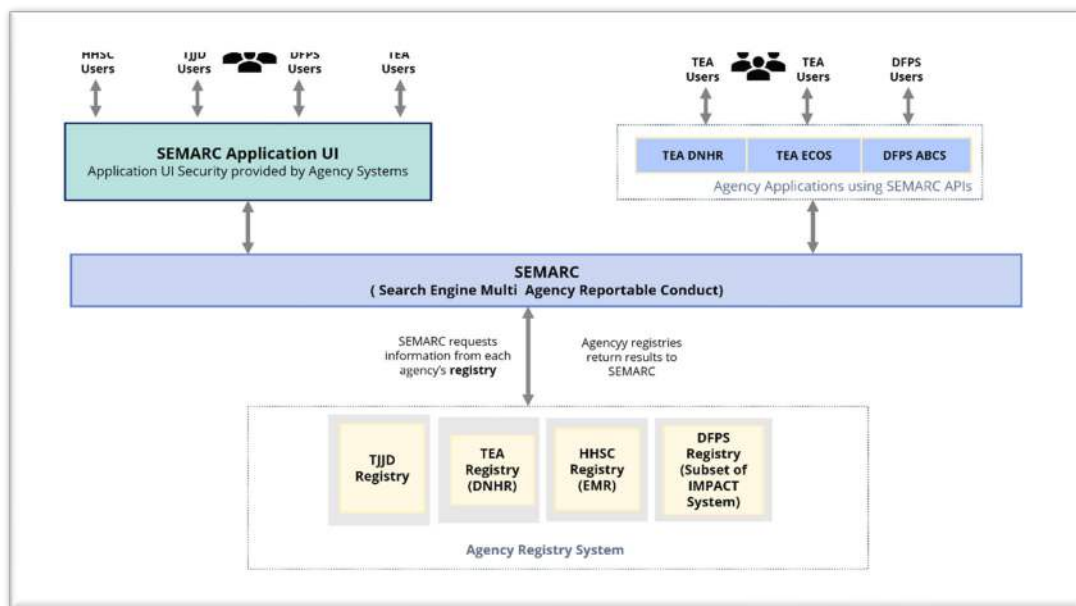 HHSC
Users
TJJD
Users
DFPS
Users
TEA
Users
TEA
Users
TEA
Users
DFPS
Users
SEMARC Application UI
Application UI Security provided by Agency Systems
TEA DNHR
TEA ECOS
DFPS ABCS
Agency Applications using SEMARC APIs
SEMARC
( Search Engine Multi Agency Reportable Conduct)
SEMARC requests
information from each
agency's registry
Agencyy registries
return results to
SEMARC
TJJD
Registry
TEA
Registry
(DNHR)
HHSC
Registry
(EMR)
DFPS
Registry
(Subset of
IMPACT
System)
Agency Registry System